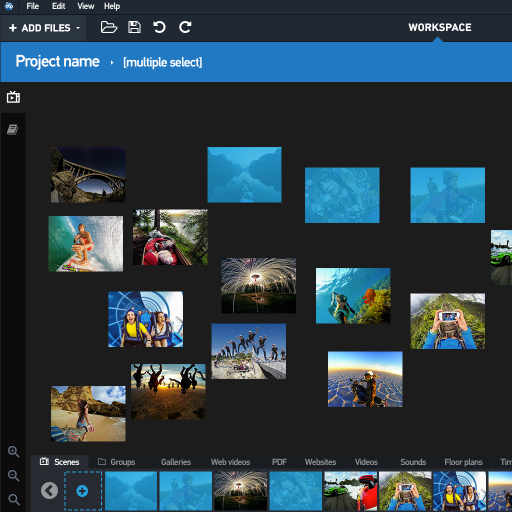 File Edit View Help
+ ADD FILES
WORKSPACE
Project name › [multiple select]
Scenes Groups Galleries Web videos PDF Websites Videos Sounds Floor plans Tim